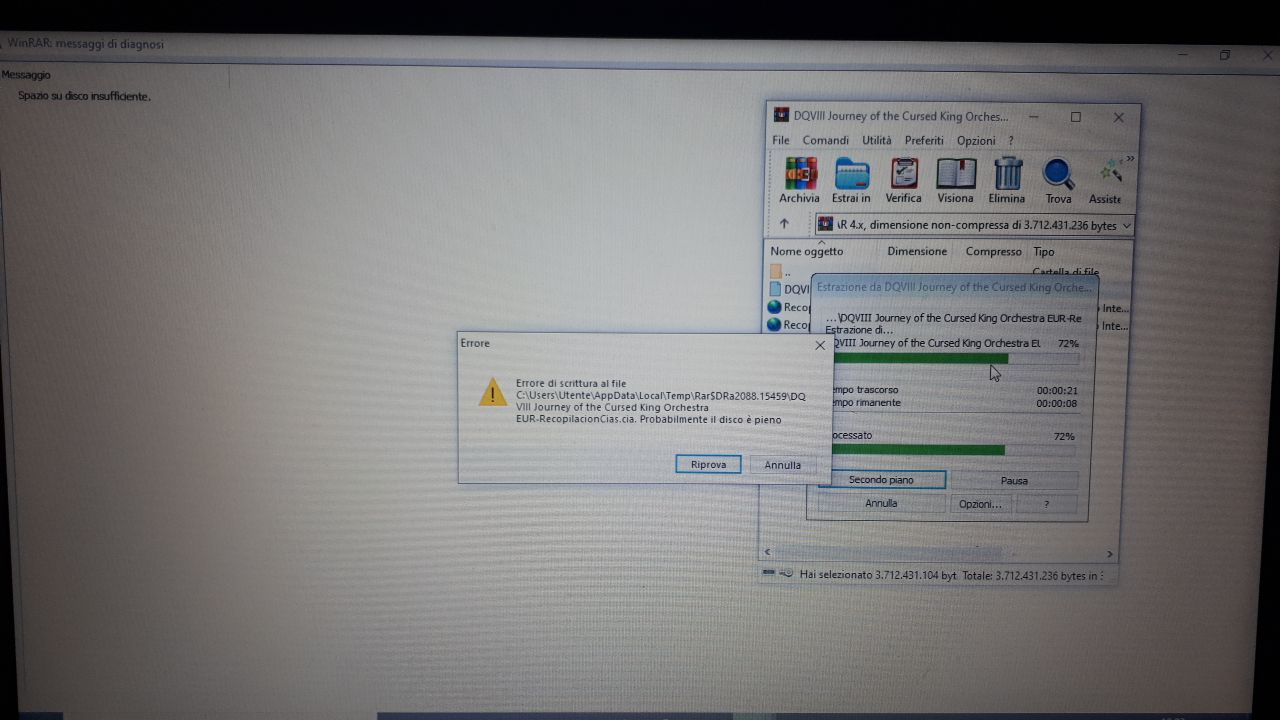 WinRAR: messaggi di diagnosi
Messaggio
Spazio su disco insufficiente.
DQVIII Journey of the Cursed King Orches...
File Comandi Utilità Preferiti Opzioni ?
Archivia Estrai in Verifica Visiona Elimina Trova Assiste
\R 4.x, dimensione non-compressa di 3.712.431.236 bytes
Nome oggetto Dimensione Compresso Tipo
.. Cartella di file
DQVI
Recop Inte...
Recop Inte...
Estrazione da DQVIII Journey of the Cursed King Orche...
...\DQVIII Journey of the Cursed King Orchestra EUR-Re
Estrazione di...
QVIII Journey of the Cursed King Orchestra EU 72%
empo trascorso 00:00:21
empo rimanente 00:00:08
ocessato 72%
Secondo piano Pausa
Annulla Opzioni... ?
Errore
Errore di scrittura al file
C:\Users\Utente\AppData\Local\Temp\Rar$DRa2088.15459\DQ
VIII Journey of the Cursed King Orchestra
EUR-RecopilacionCias.cia. Probabilmente il disco è pieno
Riprova Annulla
Hai selezionato 3.712.431.104 byt Totale: 3.712.431.236 bytes in